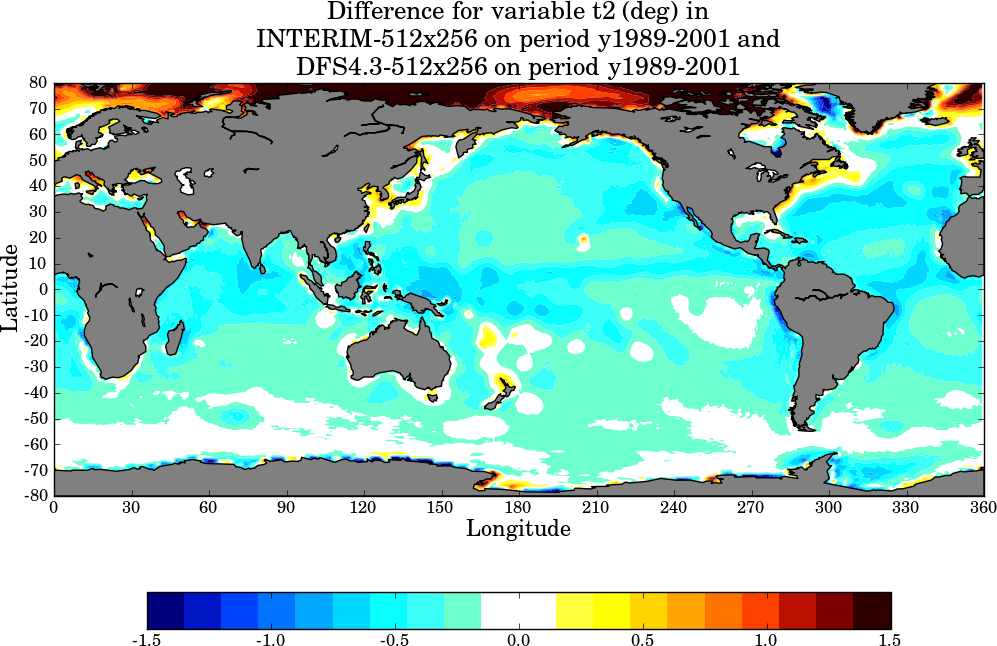 Difference for variable t2 (deg) in
INTERIM-512x256 on period y1989-2001 and
DFS4.3-512x256 on period y1989-2001
80
70
60
50
40
30
20
10
0
-10
-20
-30
-40
-50
-60
-70
-80
Latitude
0 30 60 90 120 150 180 210 240 270 300 330 360
Longitude
-1.5 -1.0 -0.5 0.0 0.5 1.0 1.5